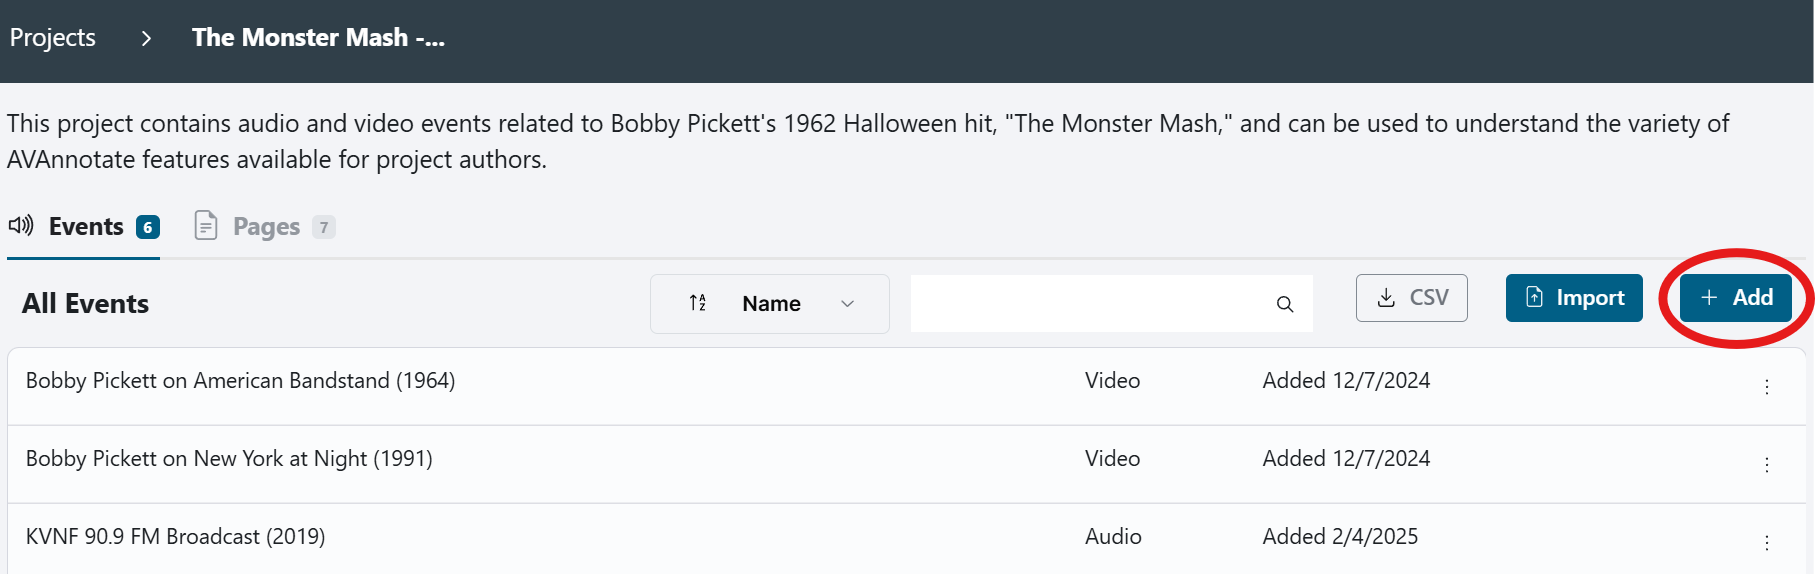 Projects > The Monster Mash -...
This project contains audio and video events related to Bobby Pickett's 1962 Halloween hit, "The Monster Mash," and can be used to understand the variety of
AVAnnotate features available for project authors.
Events 6 Pages 7
All Events Name CSV Import + Add
Bobby Pickett on American Bandstand (1964) Video Added 12/7/2024
Bobby Pickett on New York at Night (1991) Video Added 12/7/2024
KVNF 90.9 FM Broadcast (2019) Audio Added 2/4/2025